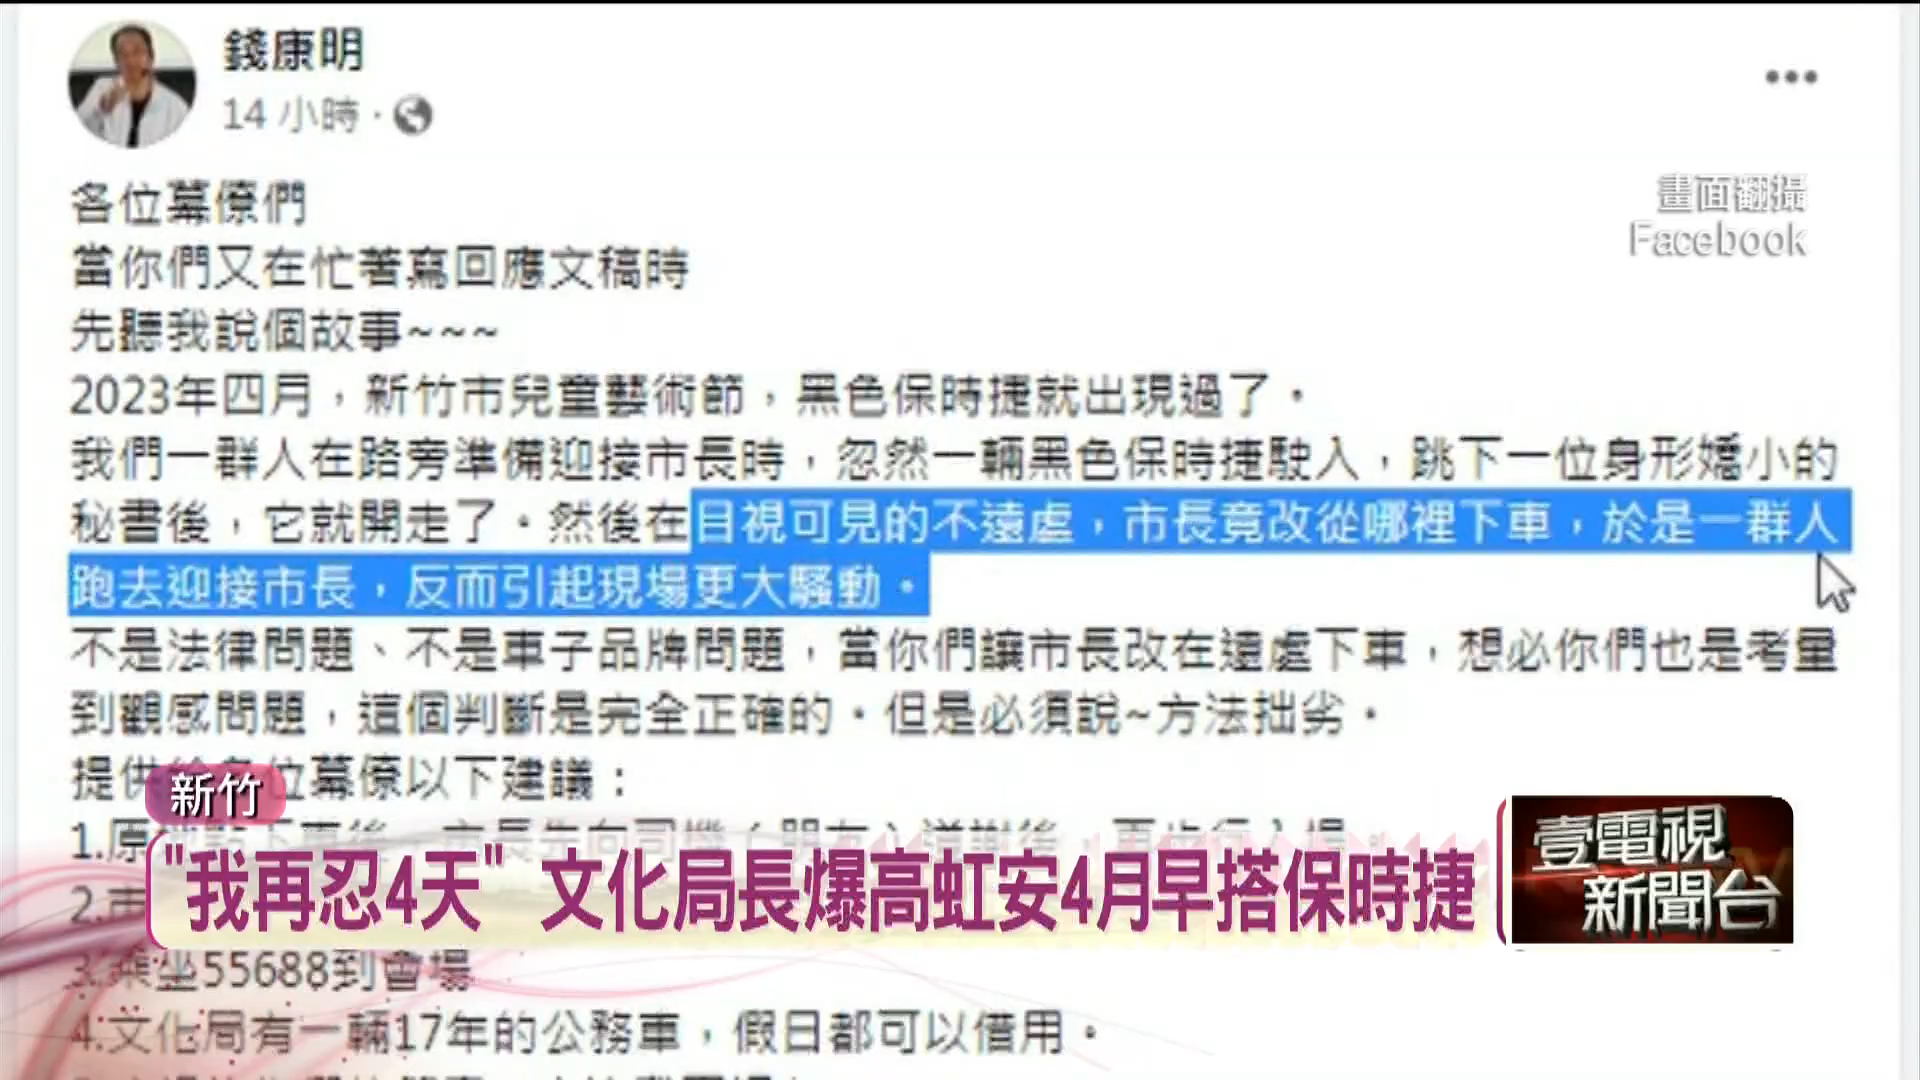 錢康明
14 小時 ·
各位幕僚們
畫面翻攝
Facebook
當你們又在忙著寫回應文稿時
先聽我說個故事~~~
2023年四月，新竹市兒童藝術節，黑色保時捷就出現過了。
我們一群人在路旁準備迎接市長時，忽然一輛黑色保時捷駛入，跳下一位身形嬌小的
秘書後，它就開走了。然後在目視可見的不遠處，市長竟改從哪裡下車，於是一群人
跑去迎接市長，反而引起現場更大騷動。
不是法律問題、不是車子品牌問題，當你們讓市長改在遠處下車，想必你們也是考量
到觀感問題，這個判斷是完全正確的。但是必須說~方法拙劣。
提供給各位幕僚以下建議：
新竹
1.原
"我再忍4天" 文化局長爆高虹安4月早搭保時捷
壹電視
新聞台
2.市
3.乘坐55688到會場
4.文化局有一輛17年的公務車，假日都可以借用。